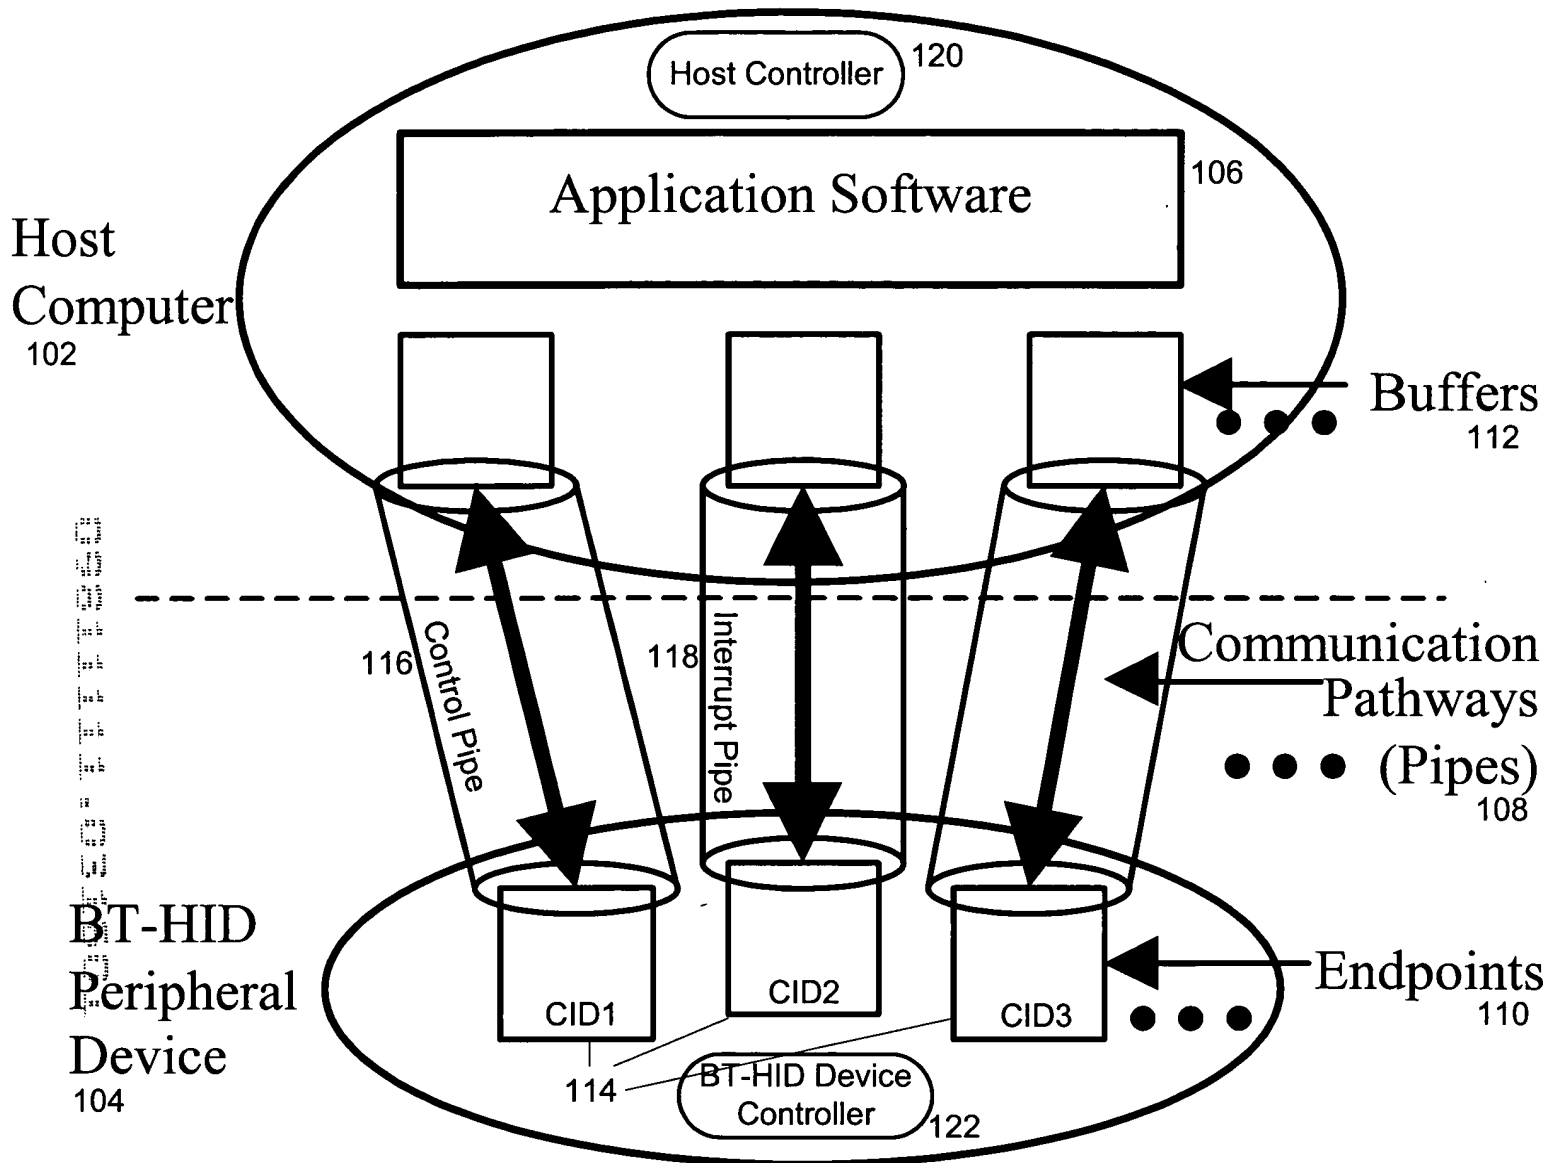 Host Controller
120
Application Software
106
Host
Computer
102
Buffers
112
116
Control Pipe
118
Interrupt Pipe
Communication
Pathways
(Pipes)
108
BT-HID
Peripheral
Device
104
CID1
CID2
CID3
Endpoints
110
114
BT-HID Device
Controller
122